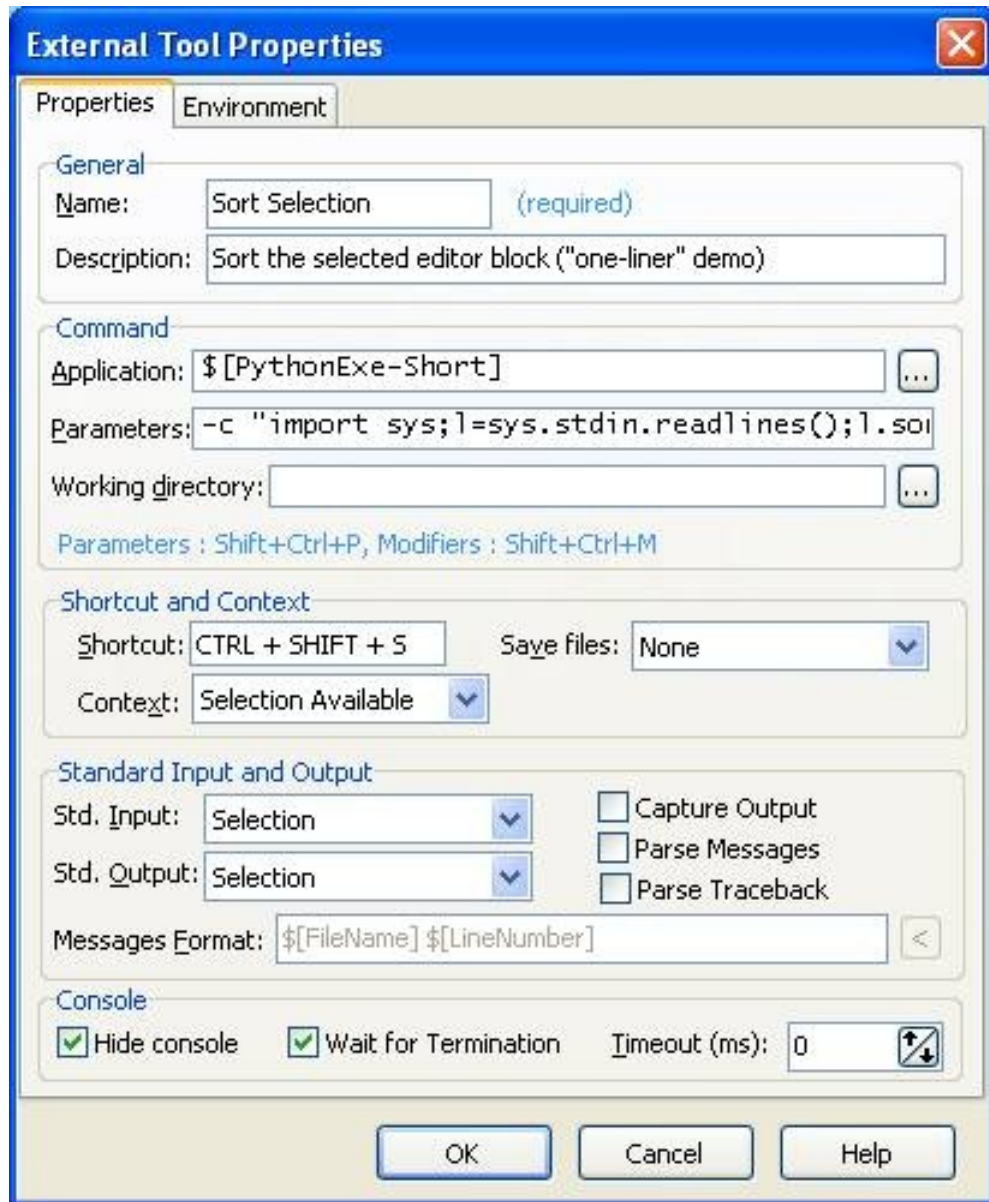 External Tool Properties
Properties Environment
General
Name: Sort Selection (required)
Description: Sort the selected editor block ("one-liner" demo)
Command
Application: $[PythonExe-Short] ...
Parameters: -c "import sys;l=sys.stdin.readlines();l.sor
Working directory: ...
Parameters : Shift+Ctrl+P, Modifiers : Shift+Ctrl+M
Shortcut and Context
Shortcut: CTRL + SHIFT + S Save files: None
Context: Selection Available
Standard Input and Output
Std. Input: Selection Capture Output
Parse Messages
Std. Output: Selection Parse Traceback
Messages Format: $[FileName] $[LineNumber] <
Console
Hide console Wait for Termination Timeout (ms): 0
OK Cancel Help